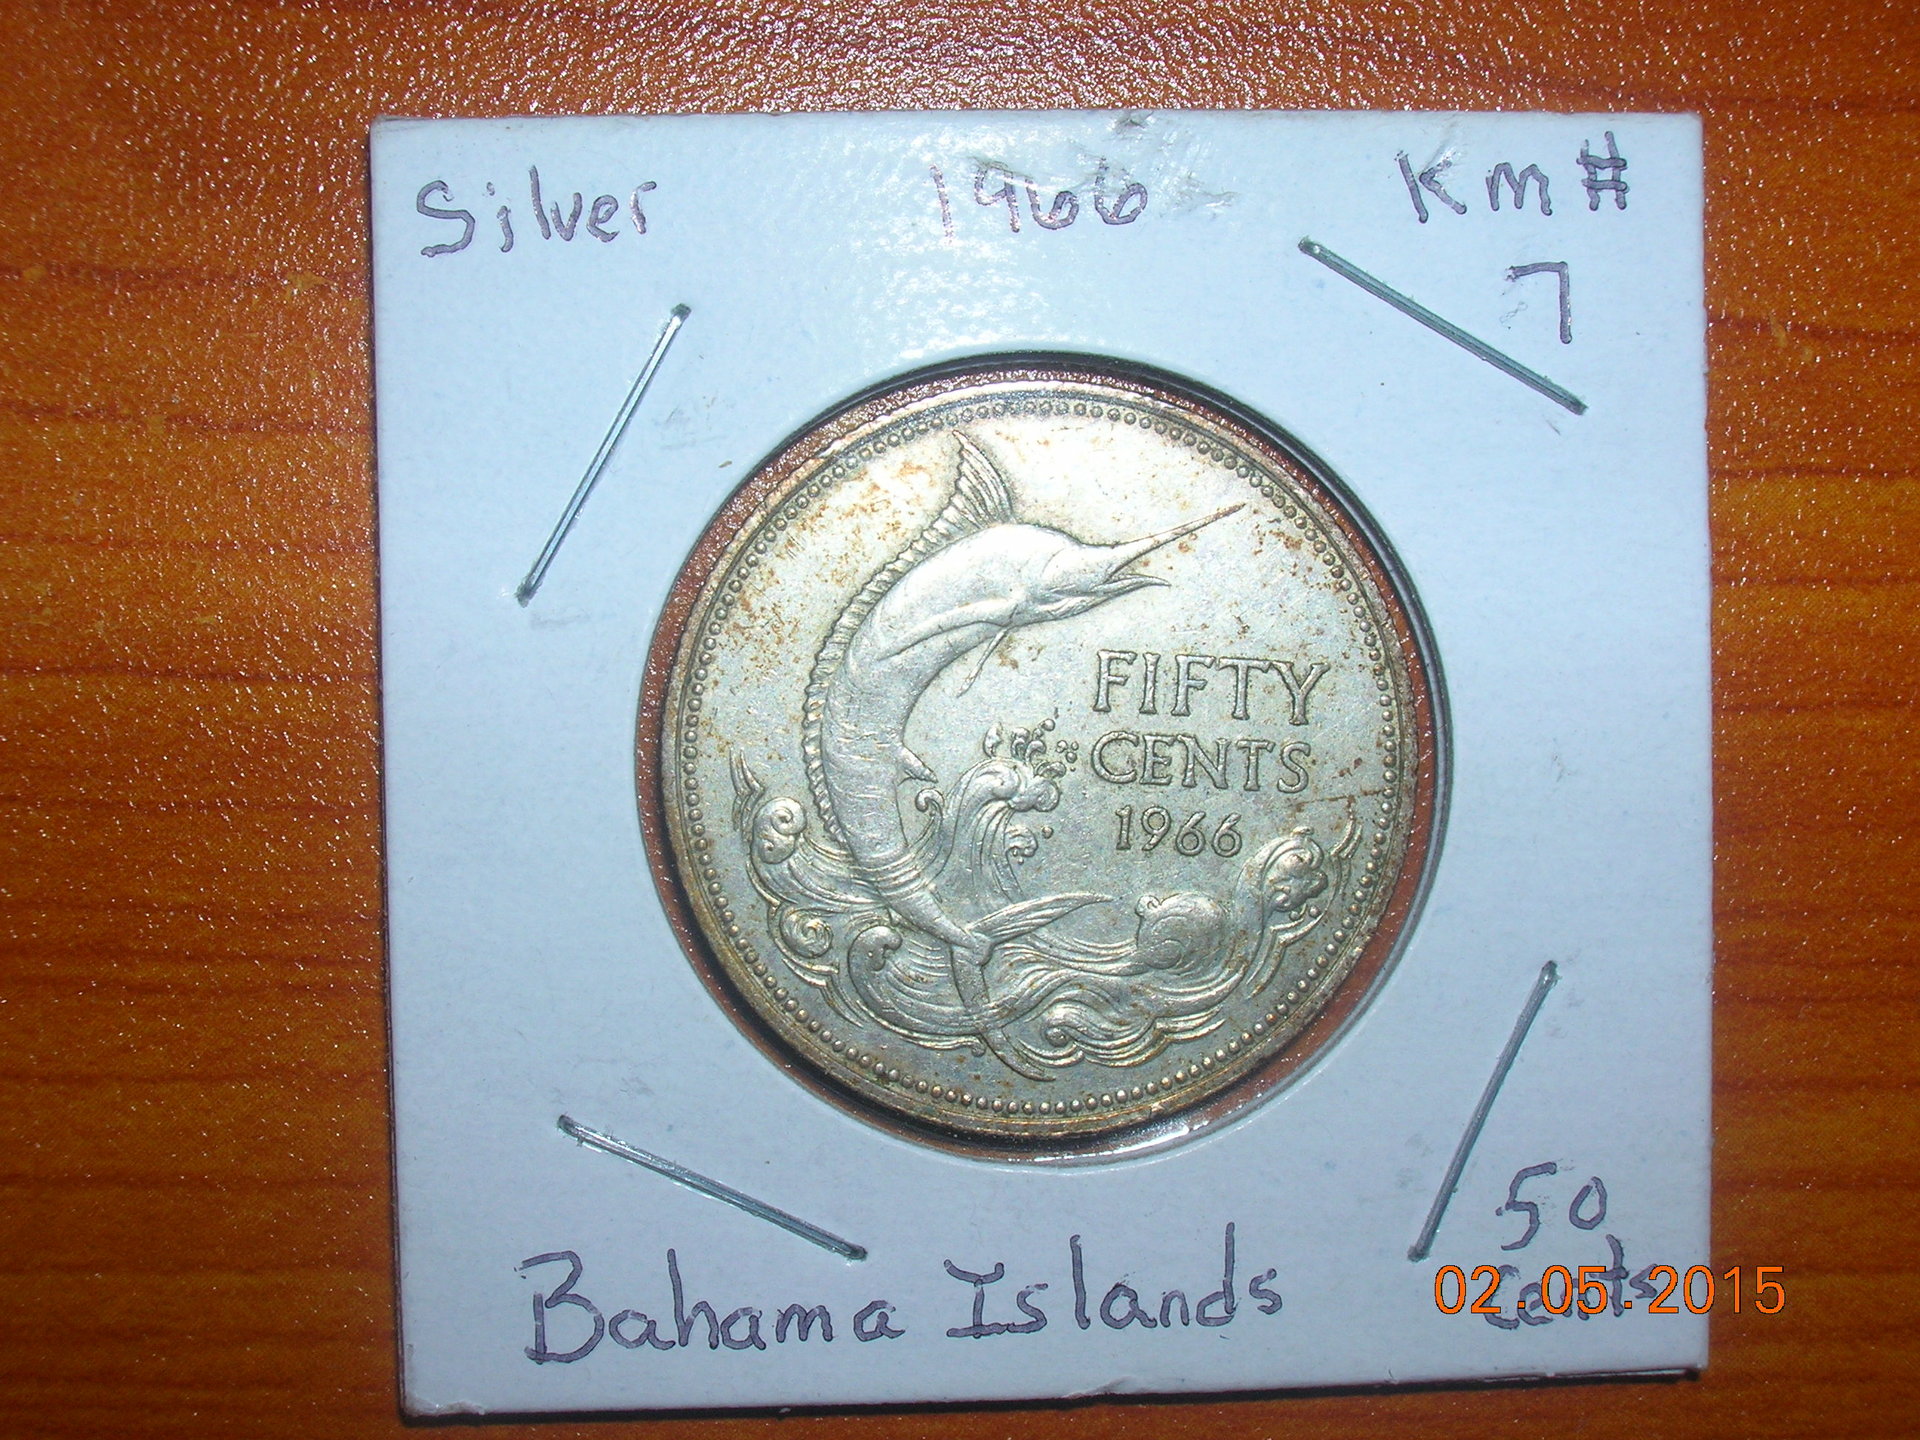 Silver 1966 Km #
7
FIFTY
CENTS
1966
50
Cents
Bahama Islands
02.05.2015